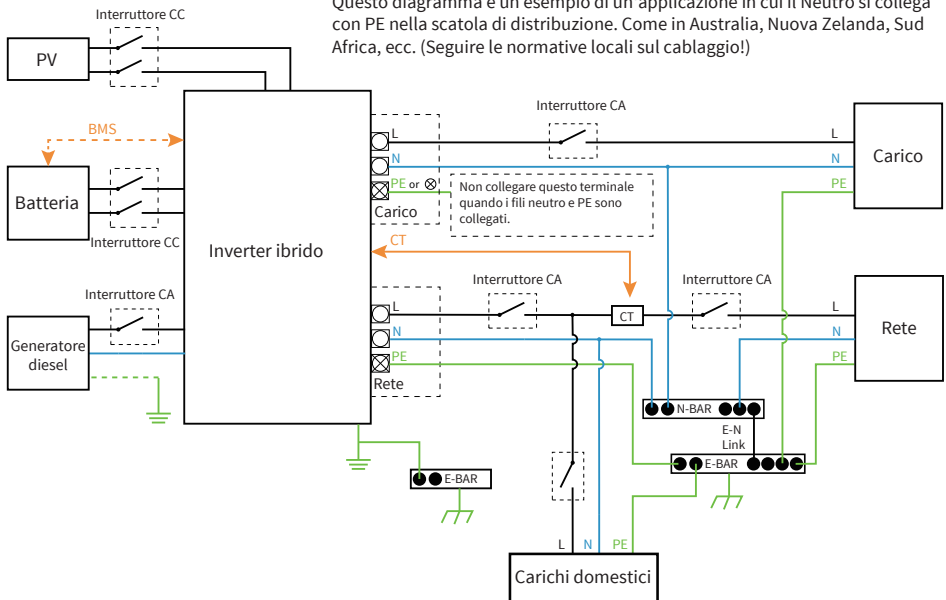 Questo diagramma è un esempio di un'applicazione in cui il Neutro si collega
con PE nella scatola di distribuzione. Come in Australia, Nuova Zelanda, Sud
Africa, ecc. (Seguire le normative locali sul cablaggio!)
Interruttore CC
PV
BMS
Batteria
Interruttore CC
Interruttore CA
Generatore
diesel
Inverter ibrido
L
N
PE or
Carico
Non collegare questo terminale
quando i fili neutro e PE sono
collegati.
Interruttore CA
L
N
PE
Carico
CT
Interruttore CA
CT
Interruttore CA
L
N
PE
Rete
L
N
PE
Rete
N-BAR
E-N
Link
E-BAR
E-BAR
L
N
PE
Carichi domestici